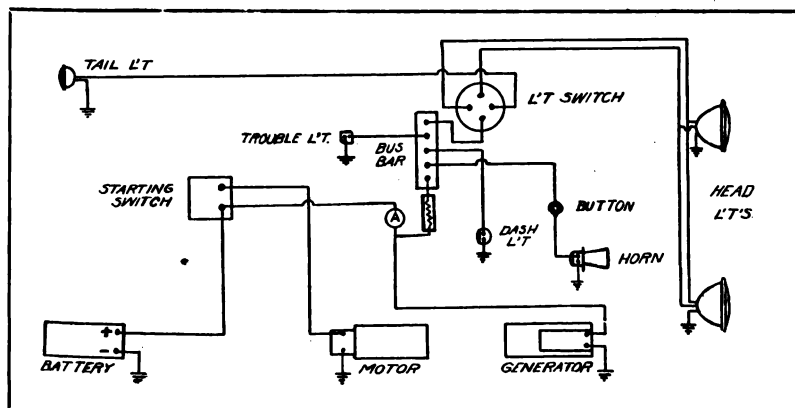 TAIL L'T
L'T SWITCH
TROUBLE L'T.
BUS
BAR
STARTING
SWITCH
A
BUTTON
HEAD
L'T'S.
DASH
L'T
HORN
+
−
BATTERY
MOTOR
GENERATOR